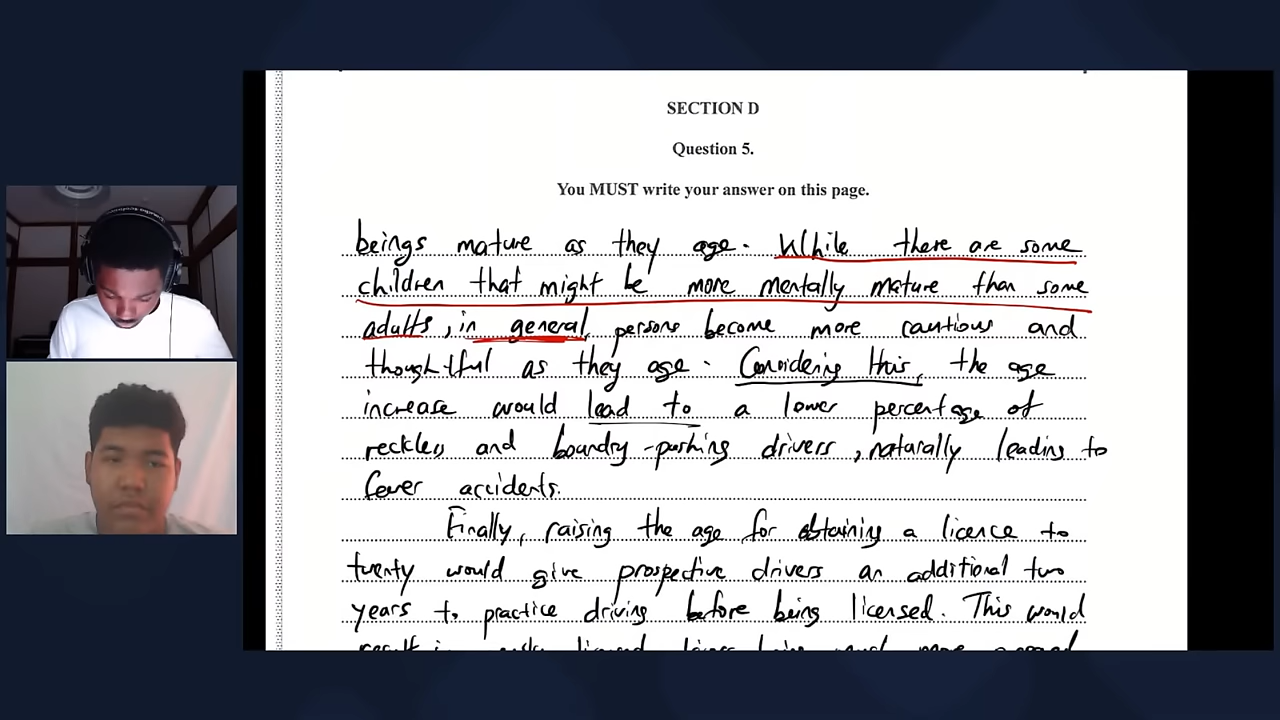 SECTION D
Question 5.
You MUST write your answer on this page.
beings mature as they age. While there are some
children that might be more mentally mature than some
adults, in general, persons become more cautious and
thoughtful as they age. Considering this, the age
increase would lead to a lower percentage of
reckless and boundry-pushing drivers, naturally leading to
fewer accidents.
Finally, raising the age for obtaining a licence to
twenty would give prospective drivers an additional two
years to practice driving before being licensed. This would
result in